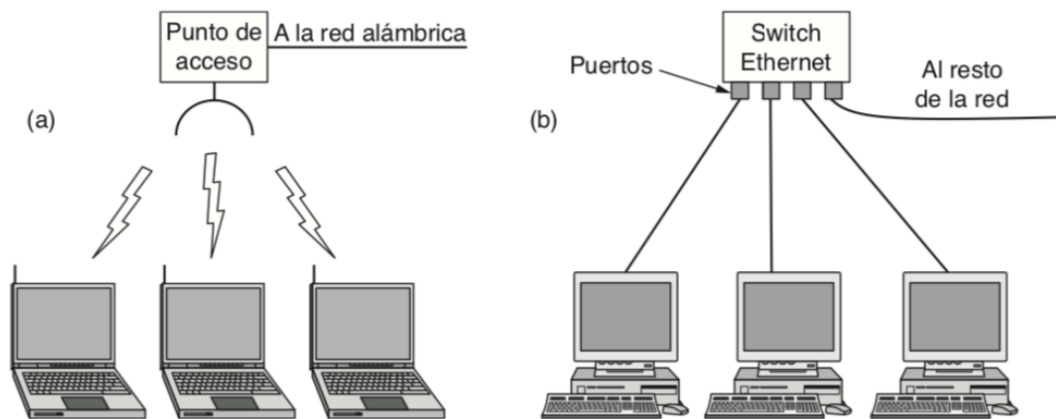 (a)
Punto de
acceso
A la red alámbrica
(b)
Switch
Ethernet
Puertos
Al resto
de la red